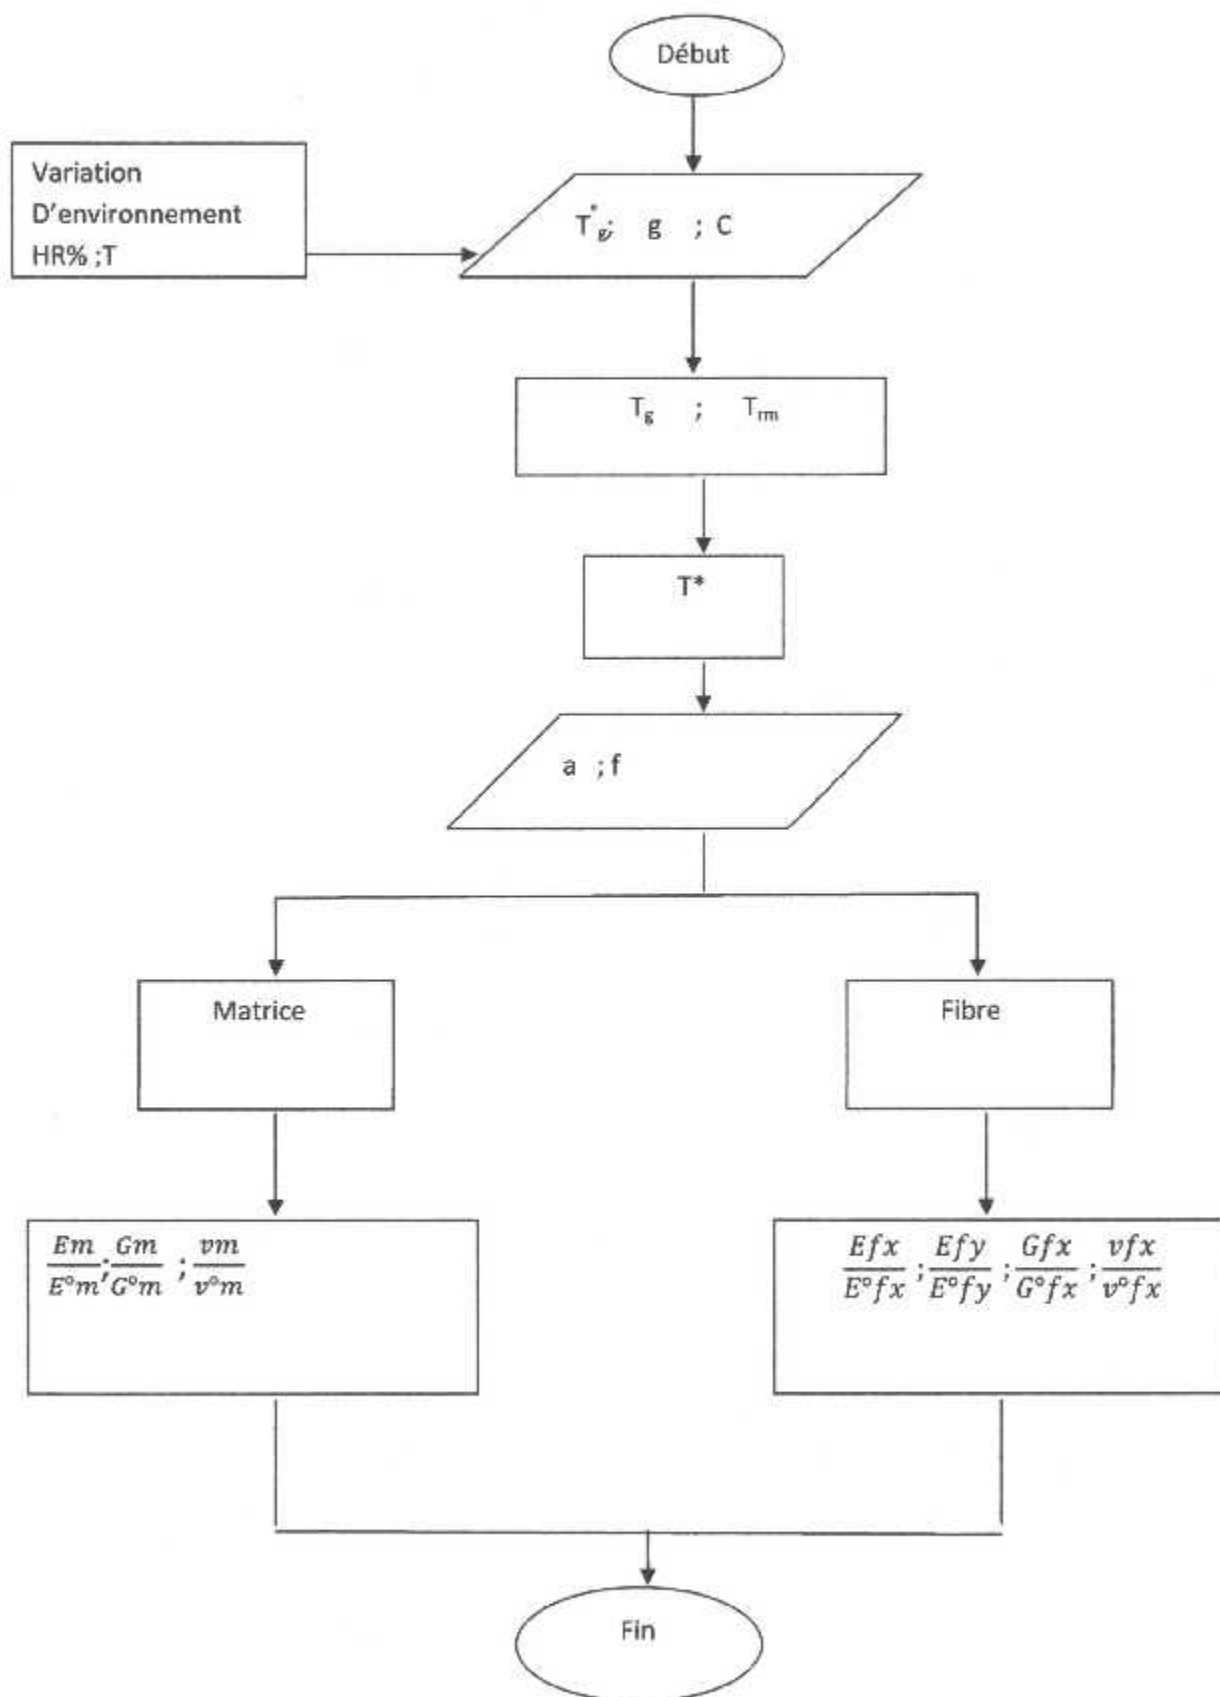 Début
Variation
D'environnement
HR% ;T
T°g; g ; C
Tg ; Trm
T*
a ; f
Matrice
Fibre
Em/E°m ; Gm/G°m ; vm/v°m
Efx/E°fx ; Efy/E°fy ; Gfx/G°fx ; vfx/v°fx
Fin